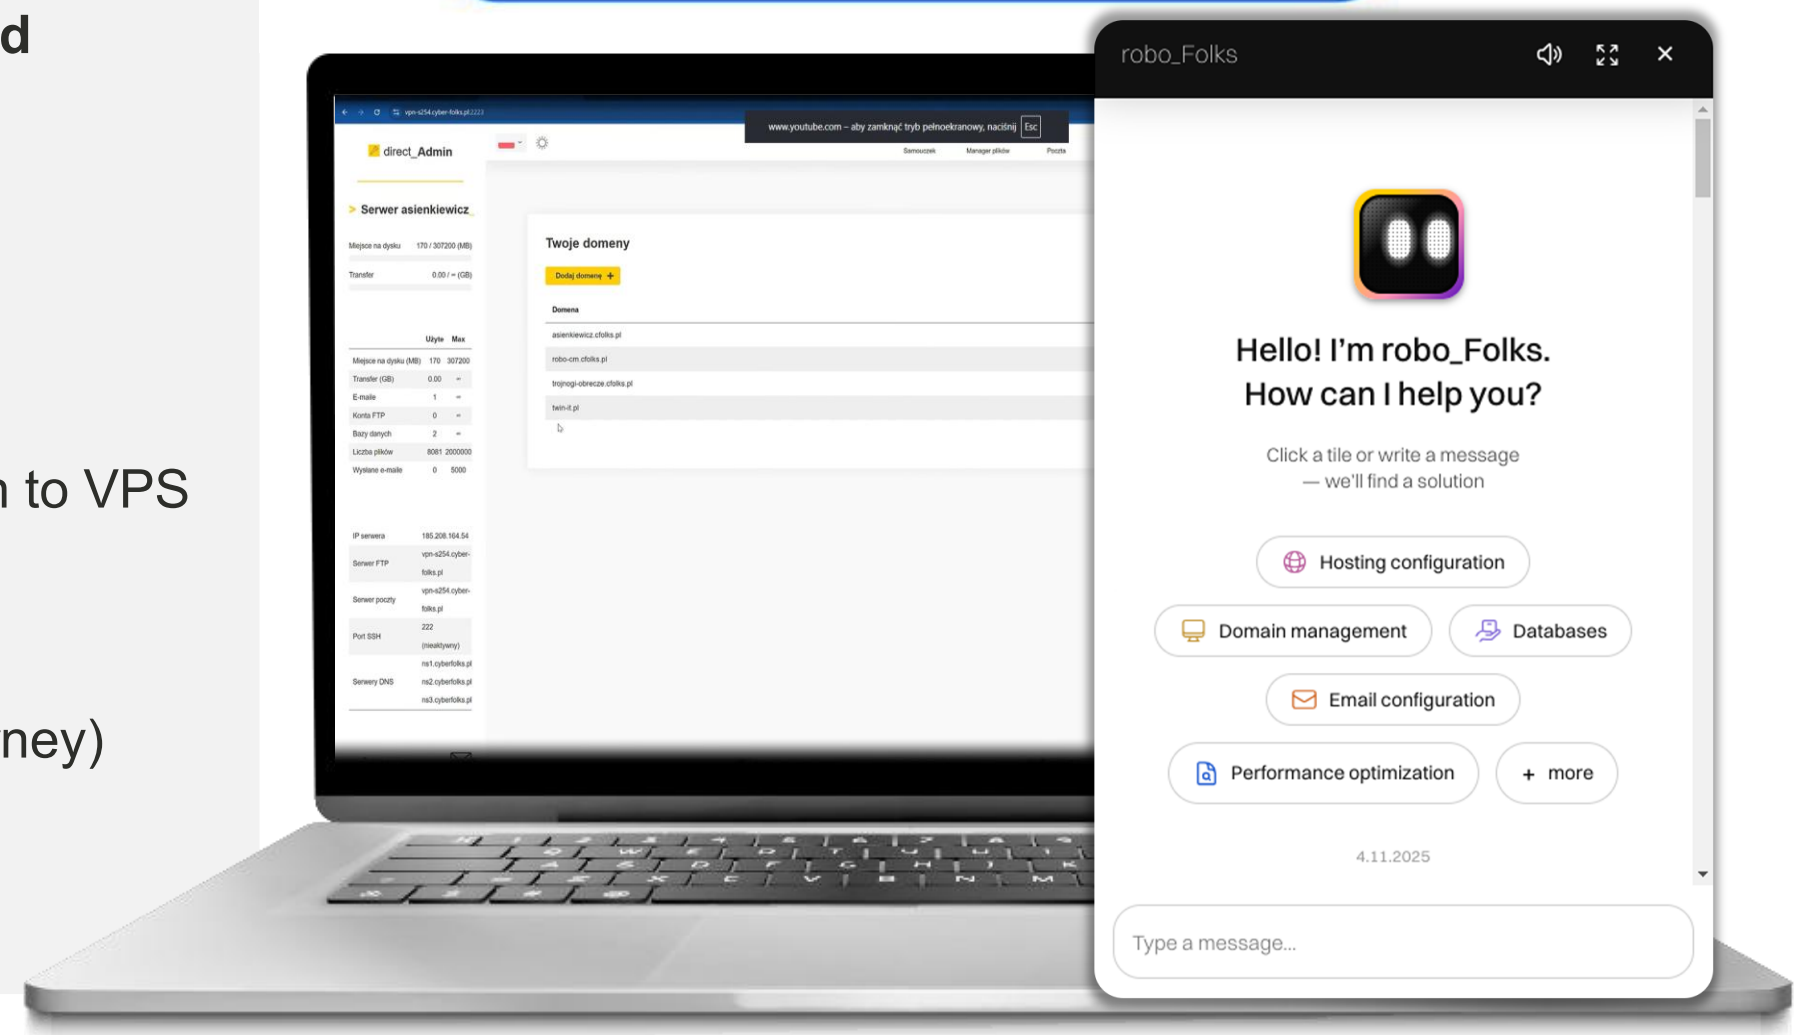 d
n to VPS
ney)
vpn-s254.cyber-folks.pl:2223
www.youtube.com – aby zamknąć tryb pełnoekranowy, naciśnij Esc
direct_Admin
Samouczek Manager plików Poczta
> Serwer asienkiewicz_
Miejsce na dysku 170 / 307200 (MB)
Transfer 0.00 / ∞ (GB)
Użyte Max
Miejsce na dysku (MB) 170 307200
Transfer (GB) 0.00 ∞
E-maile 1 ∞
Konta FTP 0 ∞
Bazy danych 2 ∞
Liczba plików 8081 2000000
Wysłane e-maile 0 5000
IP serwera 185.208.164.54
Serwer FTP vpn-s254.cyber-
folks.pl
Serwer poczty vpn-s254.cyber-
folks.pl
Port SSH 222
(nieaktywny)
Serwery DNS ns1.cyberfolks.pl
ns2.cyberfolks.pl
ns3.cyberfolks.pl
Twoje domeny
Dodaj domenę +
Domena
asienkiewicz.cfolks.pl
robo-cm.cfolks.pl
trojnogi-obrecze.cfolks.pl
twin-it.pl
robo_Folks
Hello! I'm robo_Folks.
How can I help you?
Click a tile or write a message
— we'll find a solution
Hosting configuration
Domain management
Databases
Email configuration
Performance optimization
+ more
4.11.2025
Type a message...